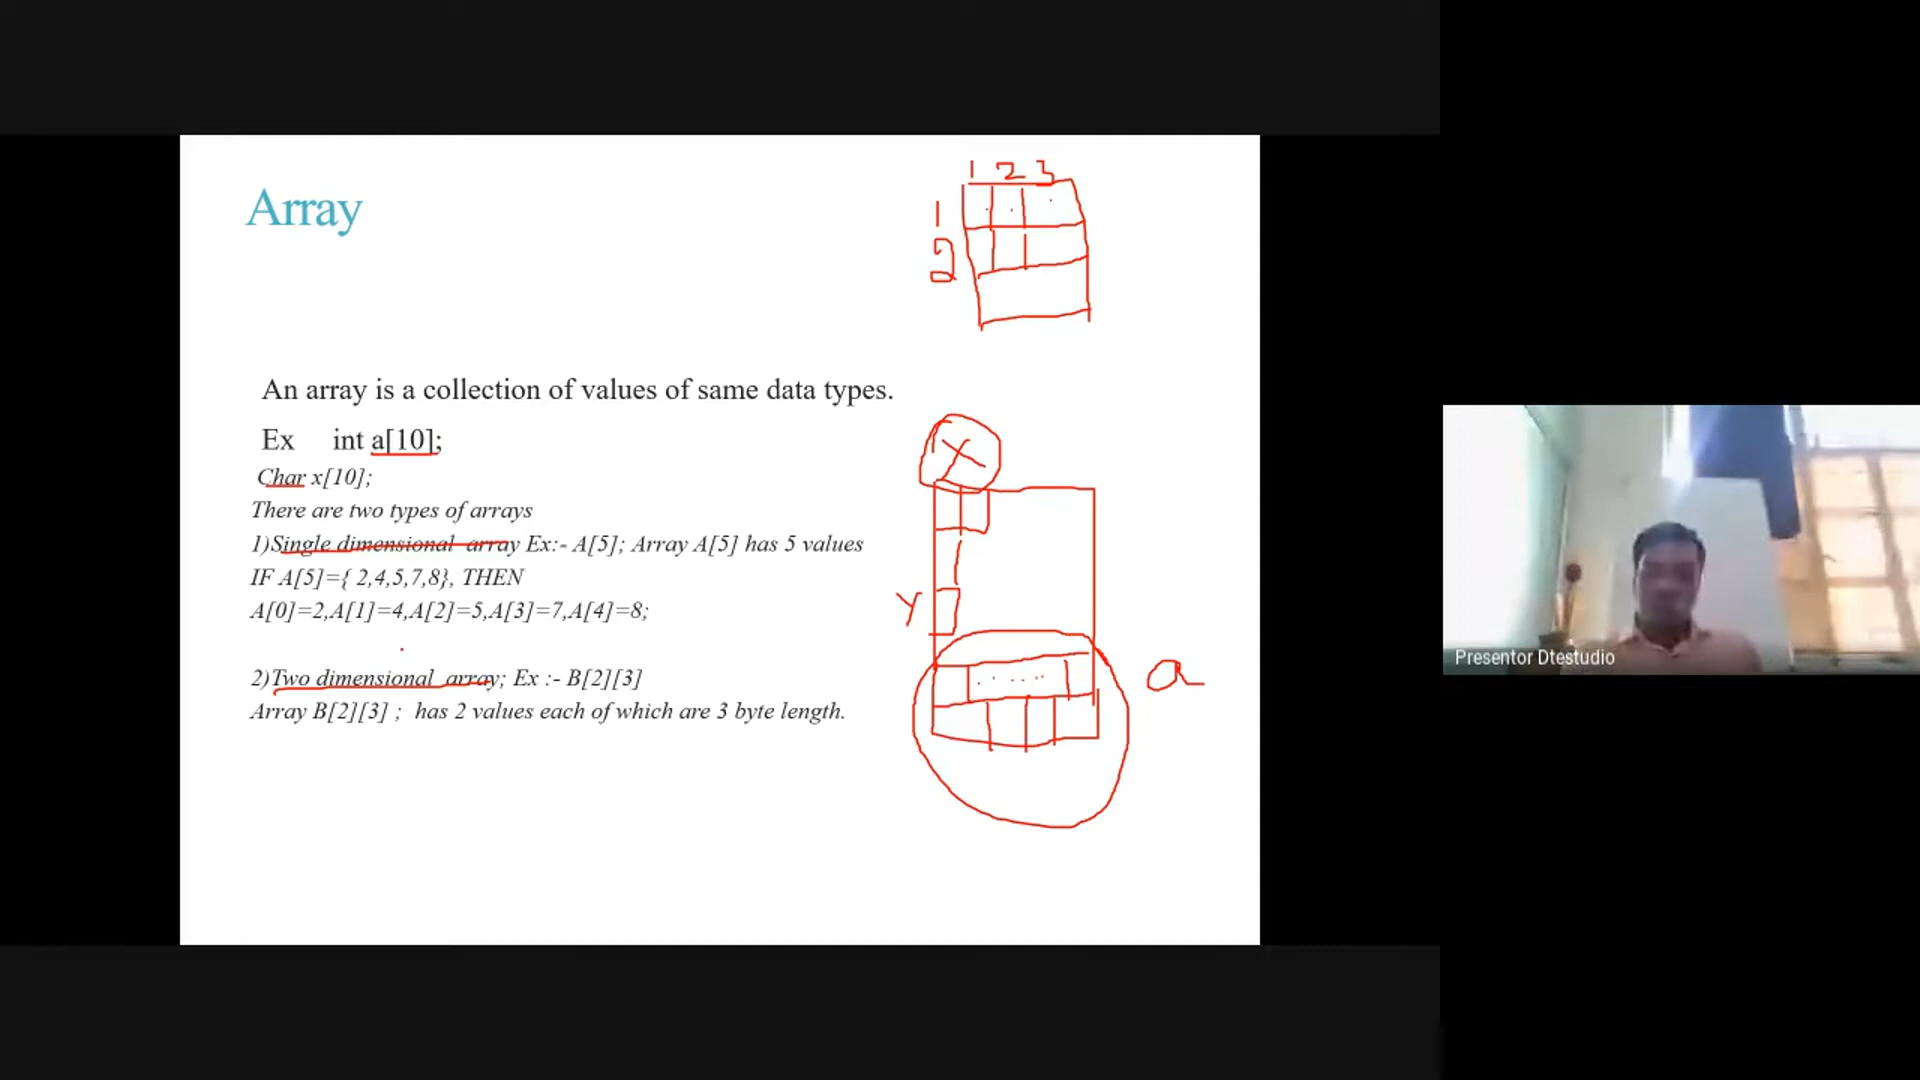 Array
1 2 3
1
2
An array is a collection of values of same data types.
Ex int a[10];
Char x[10];
There are two types of arrays
1)Single dimensional array Ex:- A[5]; Array A[5] has 5 values
IF A[5]={ 2,4,5,7,8}, THEN
A[0]=2,A[1]=4,A[2]=5,A[3]=7,A[4]=8;
2)Two dimensional array; Ex :- B[2][3]
Array B[2][3] ; has 2 values each of which are 3 byte length.
X
Y
a
Presentor Dtestudio